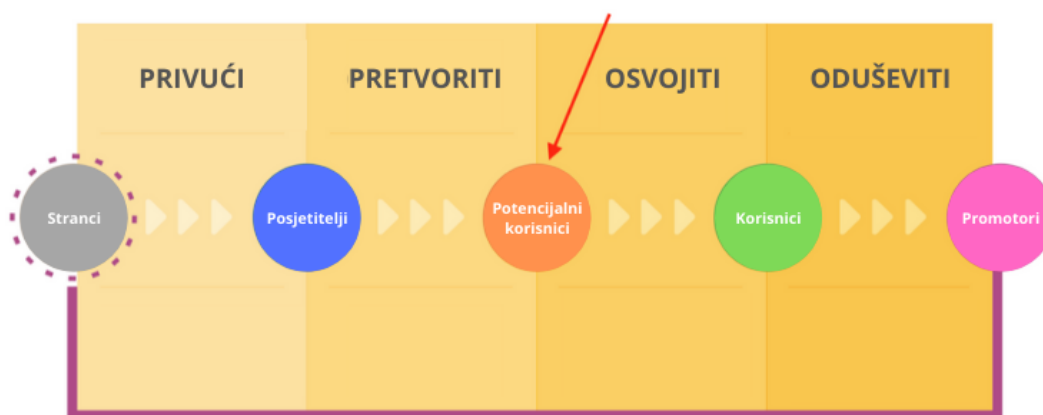 PRIVUĆI
PRETVORITI
OSVOJITI
ODUŠEVITI
Stranci
Posjetitelji
Potencijalni
korisnici
Korisnici
Promotori